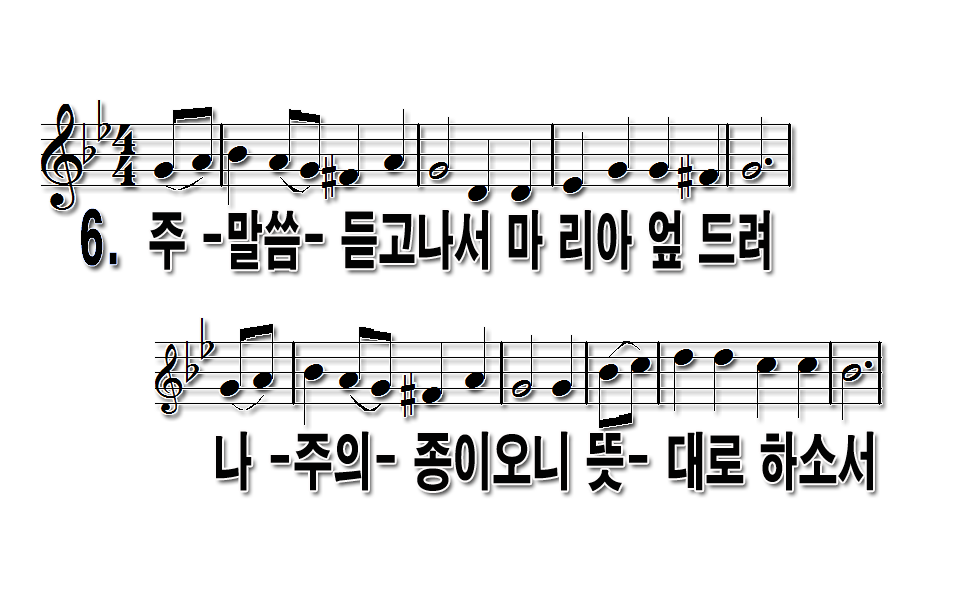 6. 주 -말씀- 듣고나서 마 리아 엎 드려
나 -주의- 종이오니 뜻- 대로 하소서